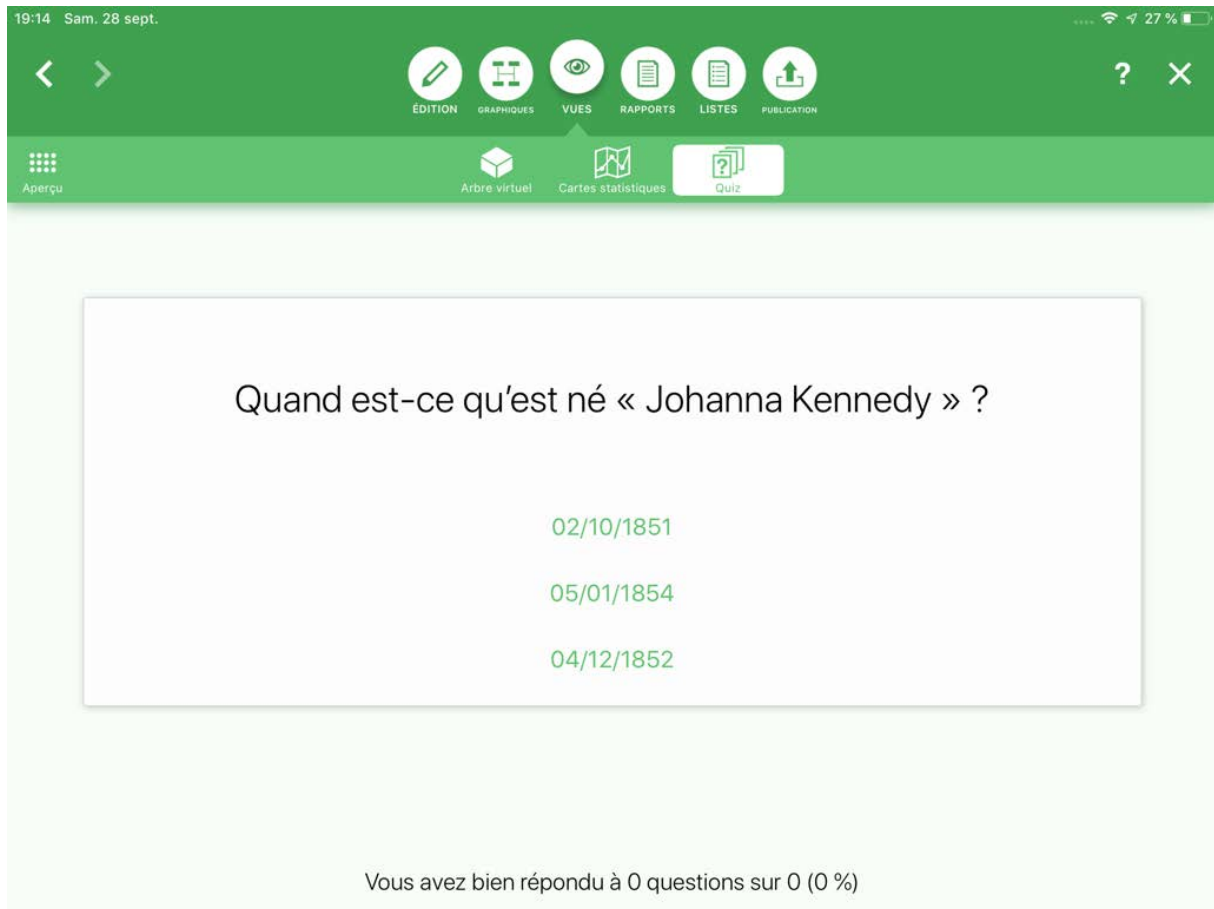 19:14 Sam. 28 sept.
27 %
ÉDITION GRAPHIQUES VUES RAPPORTS LISTES PUBLICATION
?
Aperçu Arbre virtuel Cartes statistiques Quiz
Quand est-ce qu’est né « Johanna Kennedy » ?
02/10/1851
05/01/1854
04/12/1852
Vous avez bien répondu à 0 questions sur 0 (0 %)